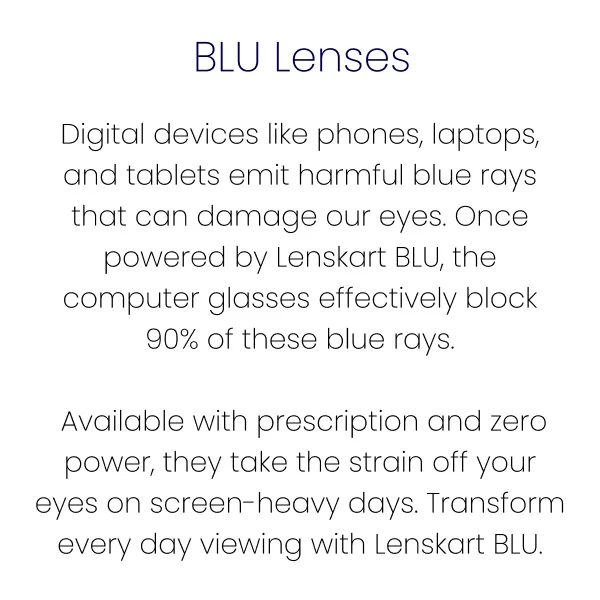 BLU Lenses
Digital devices like phones, laptops,
and tablets emit harmful blue rays
that can damage our eyes. Once
powered by Lenskart BLU, the
computer glasses effectively block
90% of these blue rays.
Available with prescription and zero
power, they take the strain off your
eyes on screen-heavy days. Transform
every day viewing with Lenskart BLU.